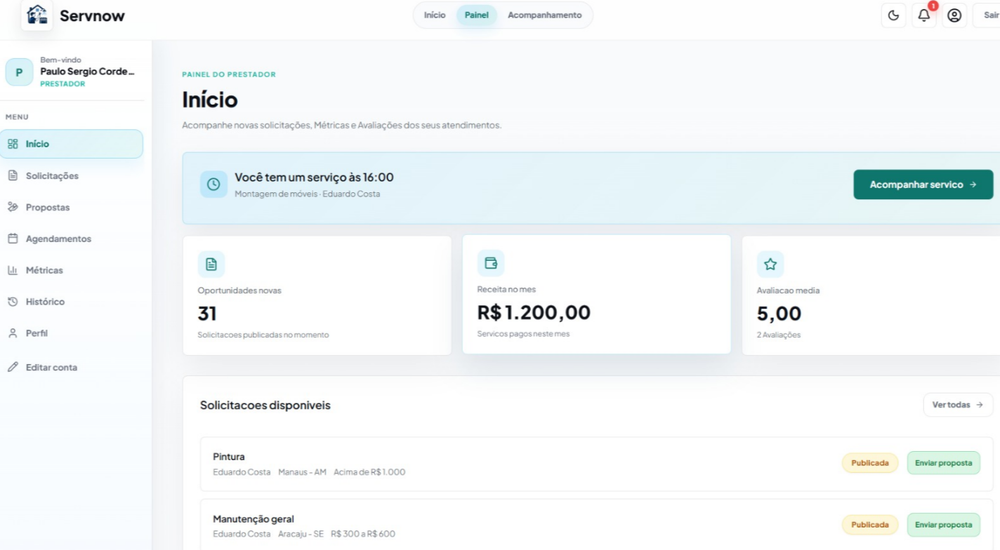 Servnow
Início
Painel
Acompanhamento
1
Sair
P
Bem-vindo
Paulo Sergio Corde...
PRESTADOR
MENU
Início
Solicitações
Propostas
Agendamentos
Métricas
Histórico
Perfil
Editar conta
PAINEL DO PRESTADOR
Início
Acompanhe novas solicitações, Métricas e Avaliações dos seus atendimentos.
Você tem um serviço às 16:00
Montagem de móveis · Eduardo Costa
Acompanhar servico →
Oportunidades novas
31
Solicitacoes publicadas no momento
Receita no mes
R$ 1.200,00
Servicos pagos neste mes
Avaliacao media
5,00
2 Avaliações
Solicitacoes disponiveis
Ver todas →
Pintura
Eduardo Costa Manaus - AM Acima de R$ 1.000
Publicada
Enviar proposta
Manutenção geral
Eduardo Costa Aracaju - SE R$ 300 a R$ 600
Publicada
Enviar proposta